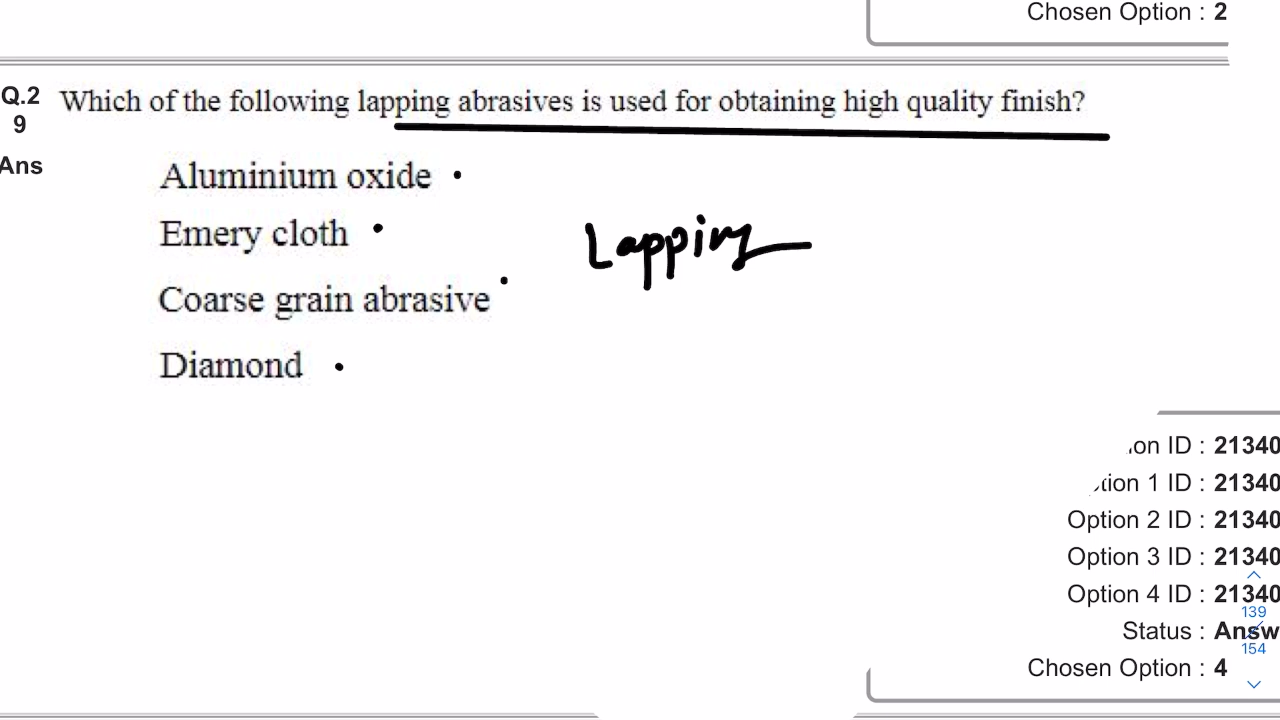 Chosen Option : 2
Q.2 Which of the following lapping abrasives is used for obtaining high quality finish?
9
Ans
Aluminium oxide
Emery cloth
Lapping
Coarse grain abrasive
Diamond
ion ID : 21340
tion 1 ID : 21340
Option 2 ID : 21340
Option 3 ID : 21340
Option 4 ID : 21340
139
Status : Answ
154
Chosen Option : 4